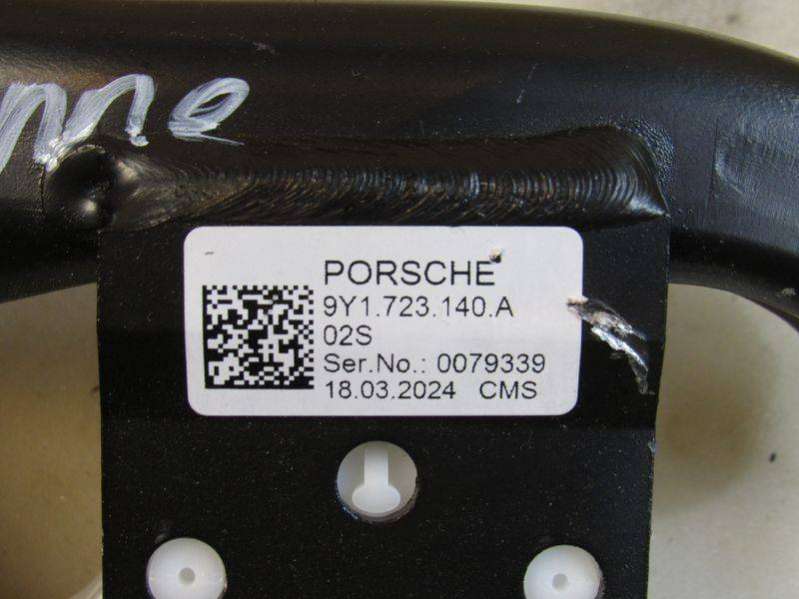 nne
PORSCHE
9Y1.723.140.A
02S
Ser.No.: 0079339
18.03.2024 CMS